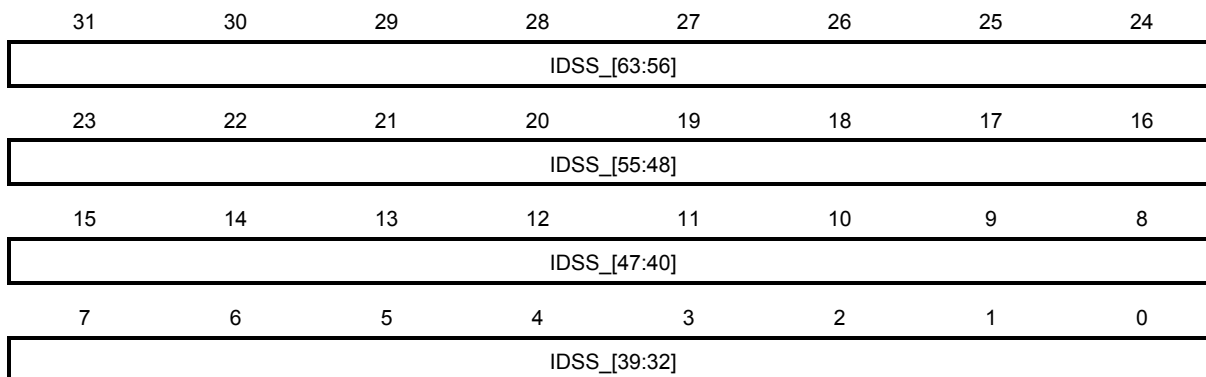 31 30 29 28 27 26 25 24
IDSS_[63:56]
23 22 21 20 19 18 17 16
IDSS_[55:48]
15 14 13 12 11 10 9 8
IDSS_[47:40]
7 6 5 4 3 2 1 0
IDSS_[39:32]